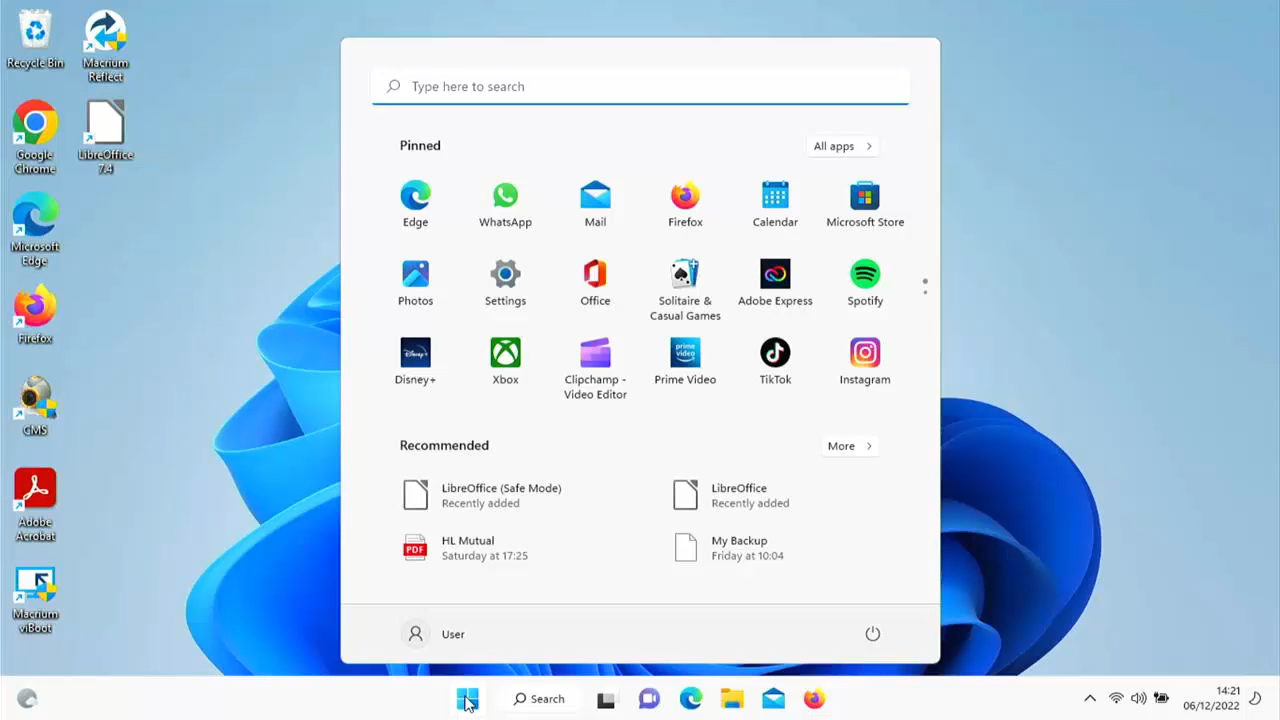 Recycle Bin
Macrium
Reflect
Google
Chrome
LibreOffice
7.4
Microsoft
Edge
Firefox
CMS
Adobe
Acrobat
Macrium
viBoot
Type here to search
Pinned
All apps
Edge
WhatsApp
Mail
Firefox
Calendar
Microsoft Store
Photos
Settings
Office
Solitaire &
Casual Games
Adobe Express
Spotify
Disney+
Xbox
Clipchamp -
Video Editor
prime
video
Prime Video
TikTok
Instagram
Recommended
More
LibreOffice (Safe Mode)
Recently added
LibreOffice
Recently added
PDF
HL Mutual
Saturday at 17:25
My Backup
Friday at 10:04
User
Search
14:21
06/12/2022